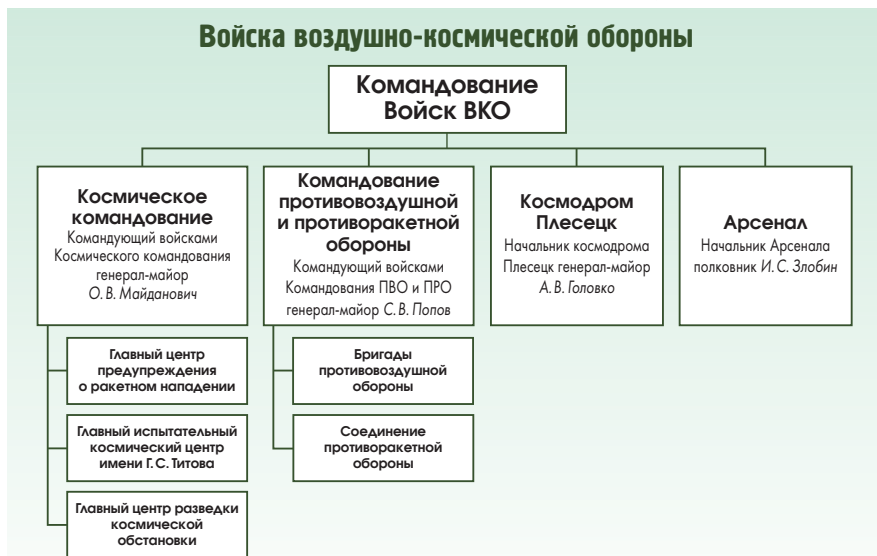 Войска воздушно-космической обороны
Командование
Войск ВКО
Космическое
командование
Командующий войсками
Космического командования
генерал-майор
О. В. Майданович
Командование
противовоздушной
и противоракетной
обороны
Командующий войсками
Командования ПВО и ПРО
генерал-майор С. В. Попов
Космодром
Плесецк
Начальник космодрома
Плесецк генерал-майор
А. В. Головко
Арсенал
Начальник Арсенала
полковник И. С. Злобин
Главный центр
предупреждения
о ракетном нападении
Главный испытательный
космический центр
имени Г. С. Титова
Главный центр разведки
космической
обстановки
Бригады
противовоздушной
обороны
Соединение
противоракетной
обороны